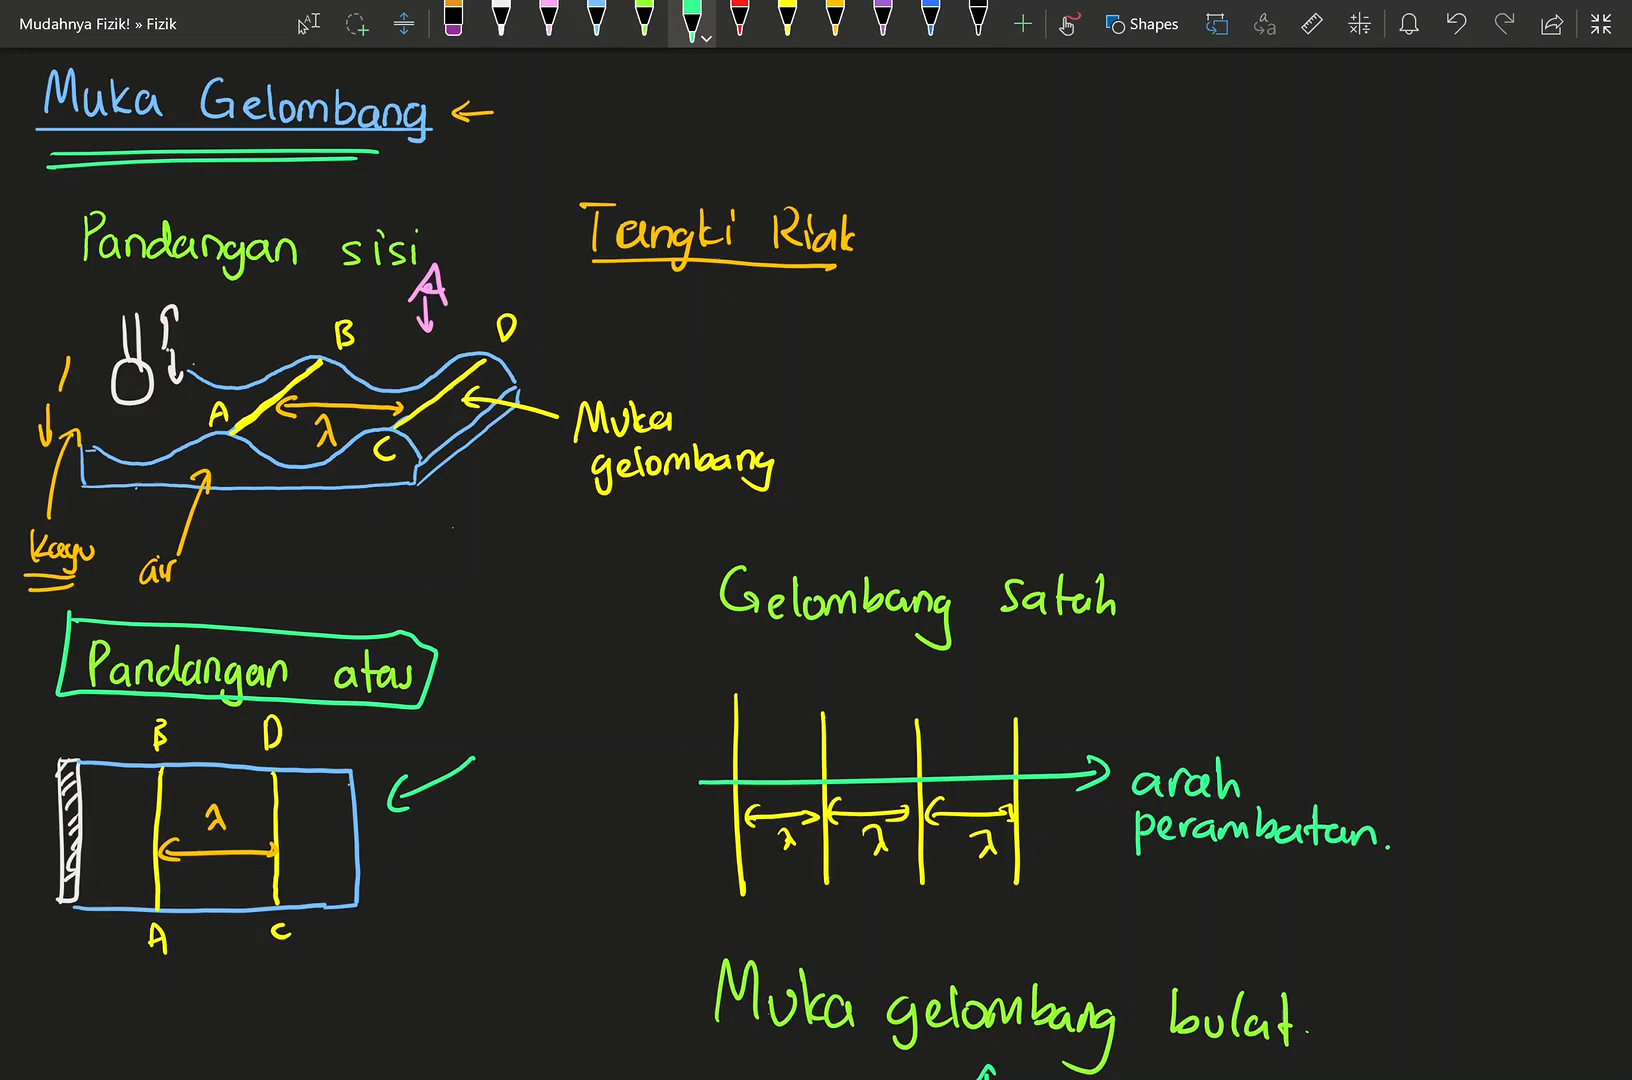 Mudahnya Fizik! » Fizik
Shapes
Muka Gelombang
Pandangan sisi
Tangki Riak
B
D
A
λ
C
Muka
gelombang
Kayu
air
Gelombang Satah
Pandangan atas
B
D
λ
A
C
λ
λ
λ
arah
perambatan.
Muka gelombang bulat.